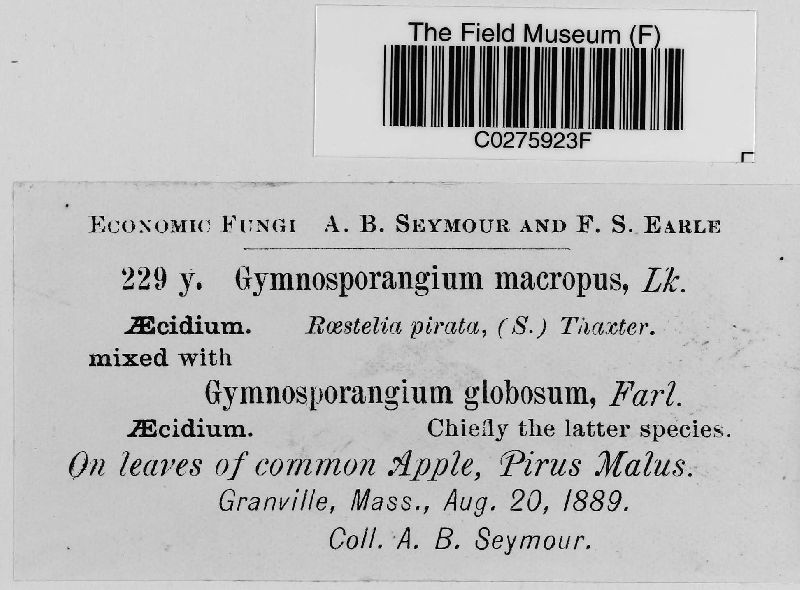 The Field Museum (F)
C0275923F
Economic Fungi A. B. Seymour and F. S. Earle
229 y. Gymnosporangium macropus, Lk.
Æcidium. Rœstelia pirata, (S.) Thaxter.
mixed with
Gymnosporangium globosum, Farl.
Æcidium. Chiefly the latter species.
On leaves of common Apple, Pirus Malus.
Granville, Mass., Aug. 20, 1889.
Coll. A. B. Seymour.